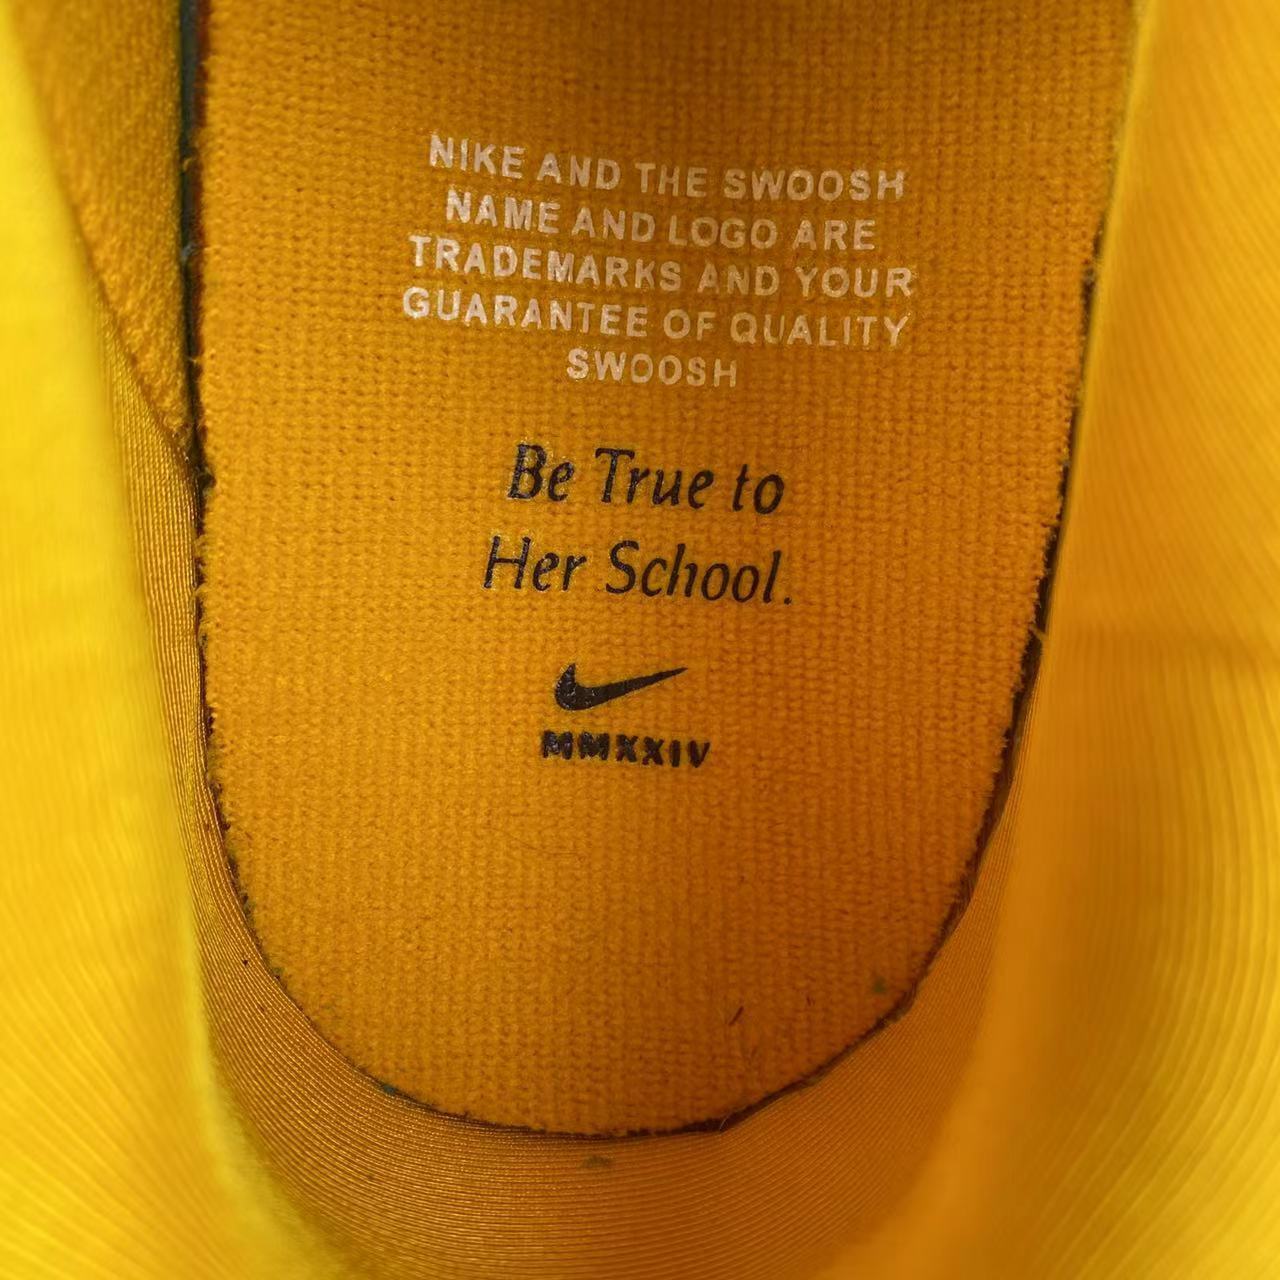 NIKE AND THE SWOOSH
NAME AND LOGO ARE
TRADEMARKS AND YOUR
GUARANTEE OF QUALITY
SWOOSH
Be True to
Her School.
MMXXIV